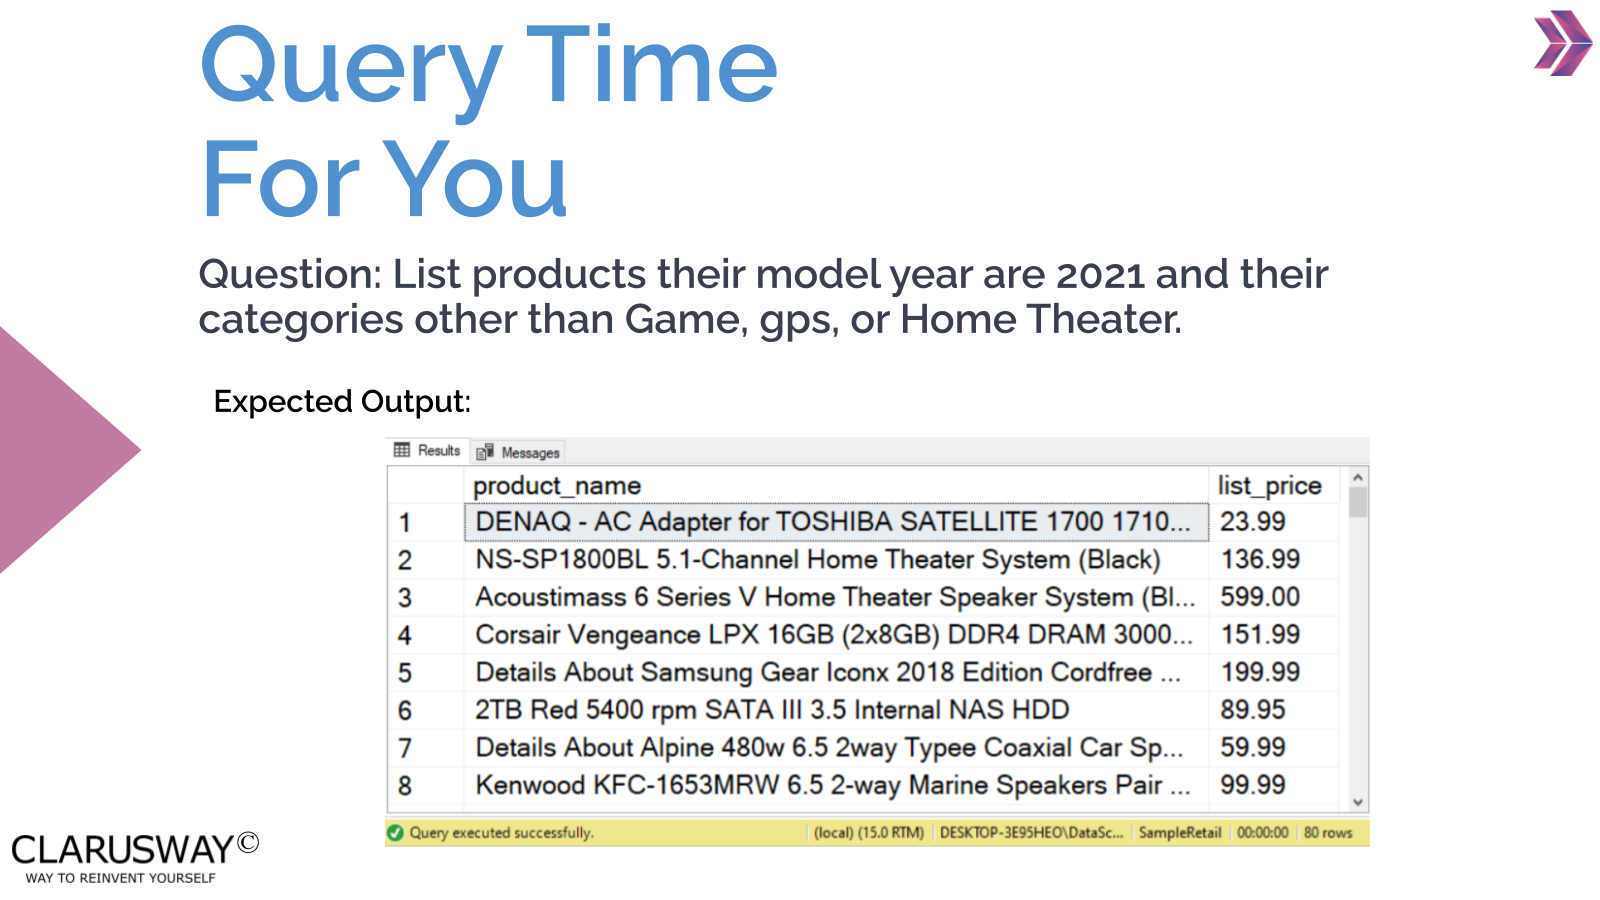 Query Time
For You
Question: List products their model year are 2021 and their
categories other than Game, gps, or Home Theater.
Expected Output:
Results Messages
product_name list_price
1 DENAQ - AC Adapter for TOSHIBA SATELLITE 1700 1710... 23.99
2 NS-SP1800BL 5.1-Channel Home Theater System (Black) 136.99
3 Acoustimass 6 Series V Home Theater Speaker System (Bl... 599.00
4 Corsair Vengeance LPX 16GB (2x8GB) DDR4 DRAM 3000... 151.99
5 Details About Samsung Gear Iconx 2018 Edition Cordfree ... 199.99
6 2TB Red 5400 rpm SATA III 3.5 Internal NAS HDD 89.95
7 Details About Alpine 480w 6.5 2way Typee Coaxial Car Sp... 59.99
8 Kenwood KFC-1653MRW 6.5 2-way Marine Speakers Pair ... 99.99
Query executed successfully. (local) (15.0 RTM) DESKTOP-3E95HEO\DataSc... SampleRetail 00:00:00 80 rows
CLARUSWAY©
WAY TO REINVENT YOURSELF